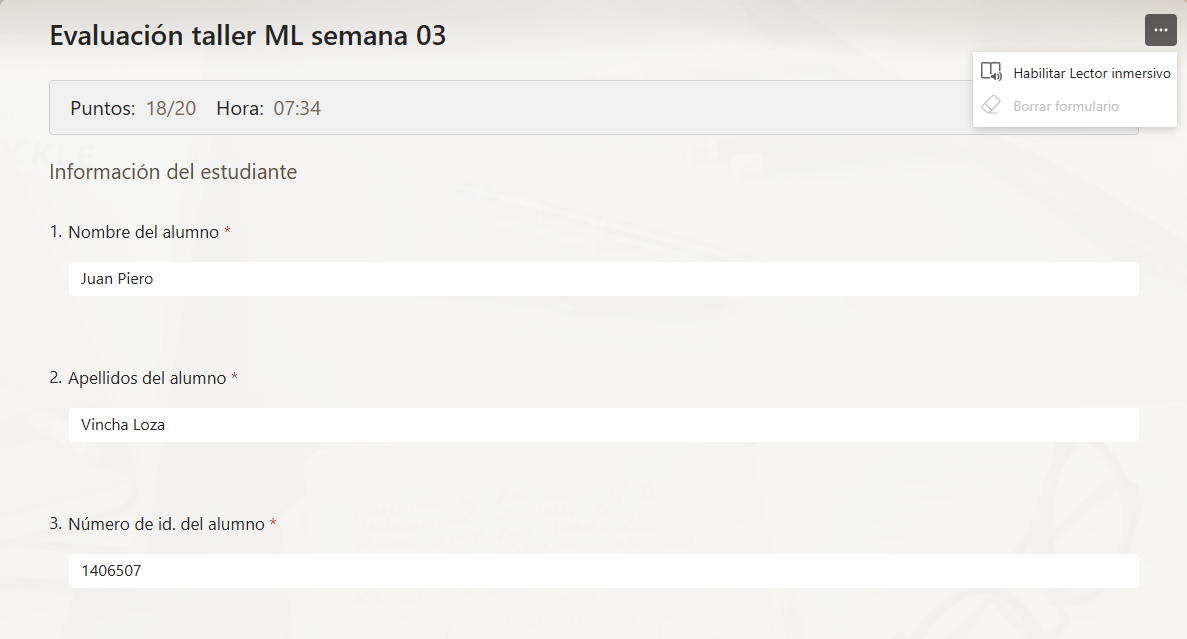 Evaluación taller ML semana 03
Habilitar Lector inmersivo
Borrar formulario
Puntos: 18/20 Hora: 07:34
Información del estudiante
1. Nombre del alumno *
Juan Piero
2. Apellidos del alumno *
Vincha Loza
3. Número de id. del alumno *
1406507